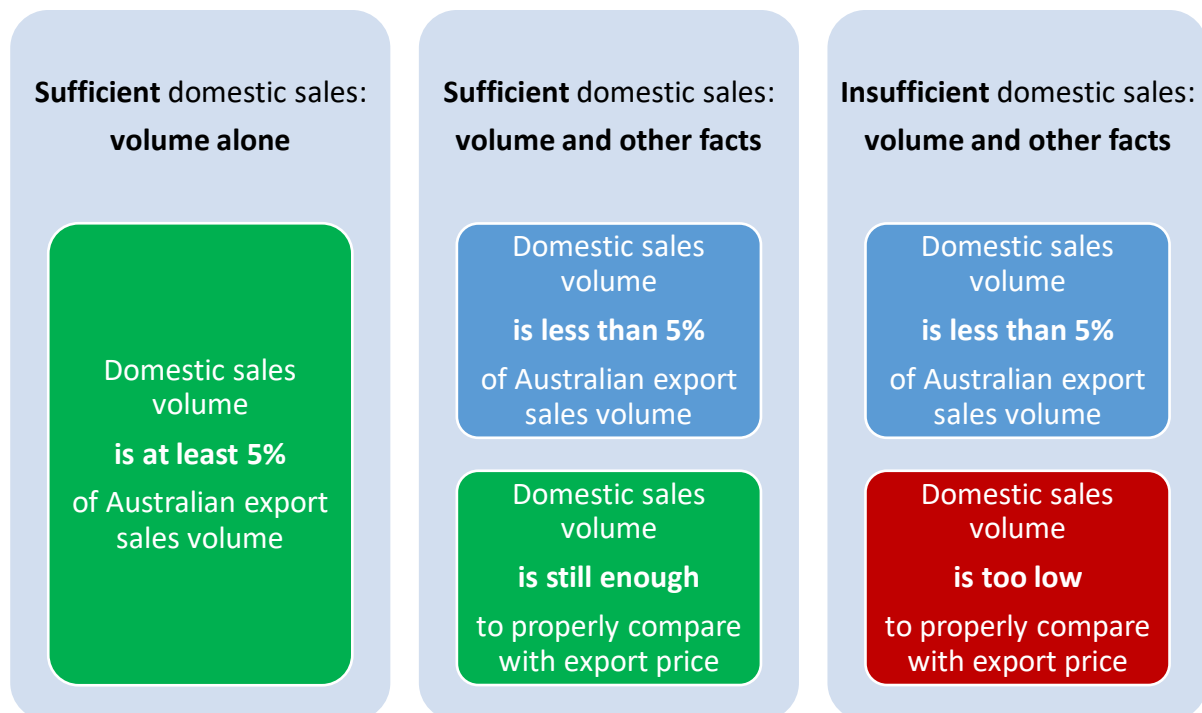 Sufficient domestic sales:
volume alone
Domestic sales
volume
is at least 5%
of Australian export
sales volume
Sufficient domestic sales:
volume and other facts
Domestic sales
volume
is less than 5%
of Australian export
sales volume
Domestic sales
volume
is still enough
to properly compare
with export price
Insufficient domestic sales:
volume and other facts
Domestic sales
volume
is less than 5%
of Australian export
sales volume
Domestic sales
volume
is too low
to properly compare
with export price